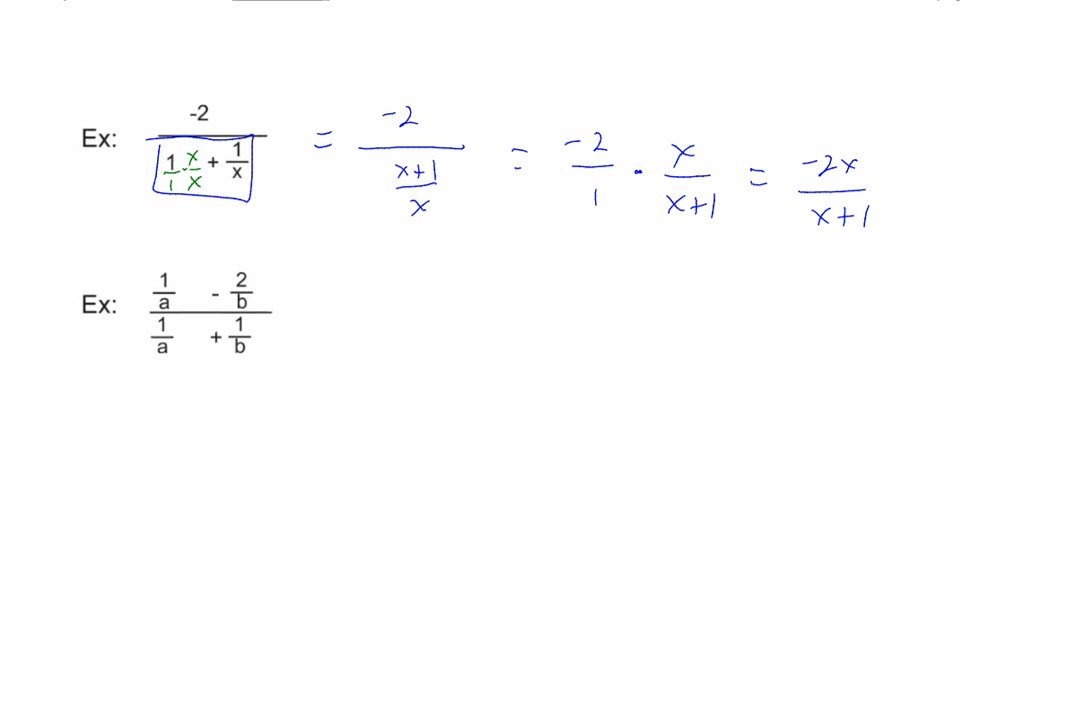 Ex: -2 / (1/1 · x/x + 1/x) = -2 / ((x+1)/x) = -2/1 · x/(x+1) = -2x/(x+1)
Ex: (1/a - 2/b) / (1/a + 1/b)